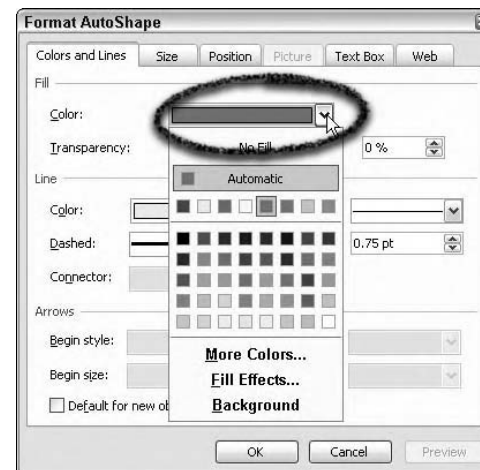 Format AutoShape
Colors and Lines Size Position Picture Text Box Web
Fill
Color:
No Fill
Transparency: 0 %
Automatic
Line
Color:
Dashed: 0.75 pt
Connector:
Arrows
Begin style:
More Colors...
Begin size:
Fill Effects...
Default for new ob
Background
OK Cancel Preview